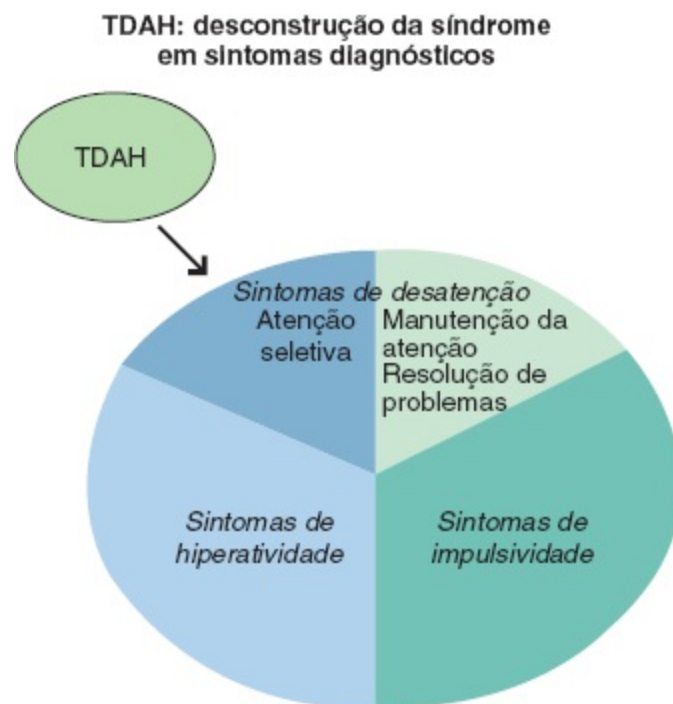 TDAH: desconstrução da síndrome
em sintomas diagnósticos
TDAH
Sintomas de desatenção
Atenção
seletiva
Manutenção da
atenção
Resolução de
problemas
Sintomas de
hiperatividade
Sintomas de
impulsividade